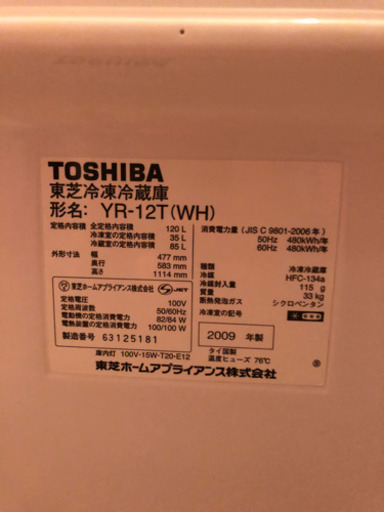 TOSHIBA
東芝冷凍冷蔵庫
形名: YR-12T(WH)
全定格内容積 120 L
冷凍室の定格内容積 35 L
冷蔵室の定格内容積 85 L
外形寸法 幅 477 mm
奥行 583 mm
高さ 1114 mm
東芝ホームアプライアンス株式会社 JET
定格電圧 100V
定格周波数 50/60Hz
電動機の定格消費電力 82/84 W
電熱装置の定格消費電力 100/100 W
製造番号 63125181
消費電力量 (JIS C 9801-2006年)
50Hz 480kWh/年
60Hz 480kWh/年
種類 冷凍冷蔵庫
冷媒 HFC-134a
冷媒封入量 115 g
質量 33 kg
断熱発泡ガス シクロペンタン
冷凍室の記号
2009 年製
タイ国製
庫内灯 100V-15W-T20-E12 温度ヒューズ 76℃
東芝ホームアプライアンス株式会社